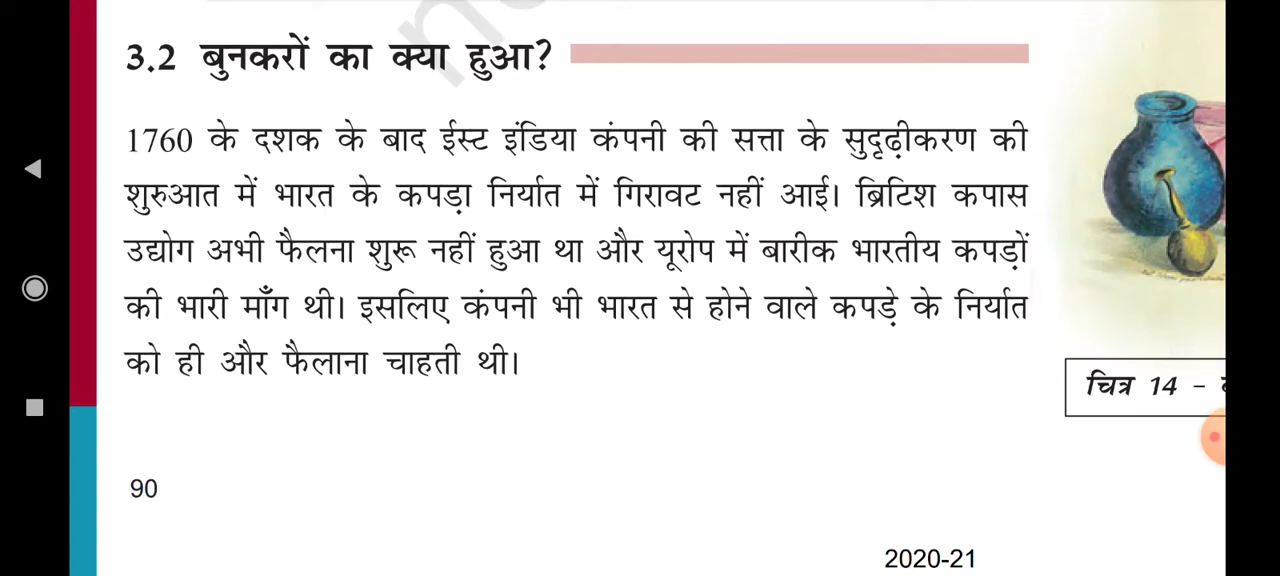 3.2 बुनकरों का क्या हुआ?
1760 के दशक के बाद ईस्ट इंडिया कंपनी की सत्ता के सुदृढ़ीकरण की
शुरुआत में भारत के कपड़ा निर्यात में गिरावट नहीं आई। ब्रिटिश कपास
उद्योग अभी फैलना शुरू नहीं हुआ था और यूरोप में बारीक भारतीय कपड़ों
की भारी माँग थी। इसलिए कंपनी भी भारत से होने वाले कपड़े के निर्यात
को ही और फैलाना चाहती थी।
चित्र 14 –
90
2020-21